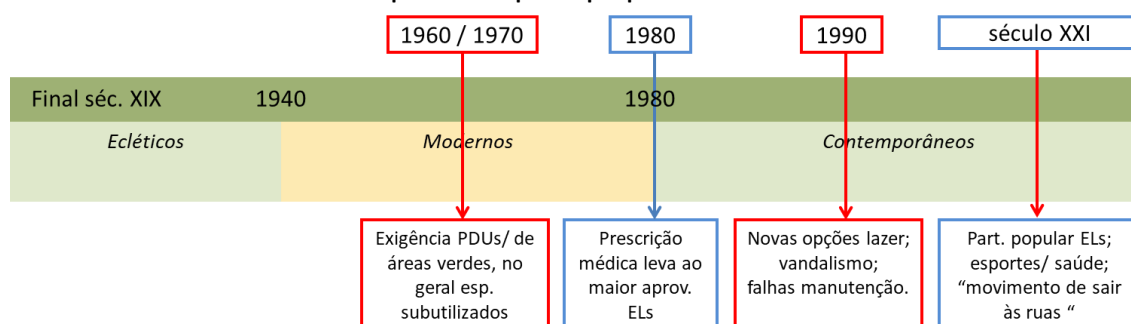 1960 / 1970
1980
1990
século XXI
Final séc. XIX
1940
1980
Ecléticos
Modernos
Contemporâneos
Exigência PDUs/ de
áreas verdes, no
geral esp.
subutilizados
Prescrição
médica leva ao
maior aprov.
ELs
Novas opções lazer;
vandalismo;
falhas manutenção.
Part. popular ELs;
esportes/ saúde;
“movimento de sair
às ruas “